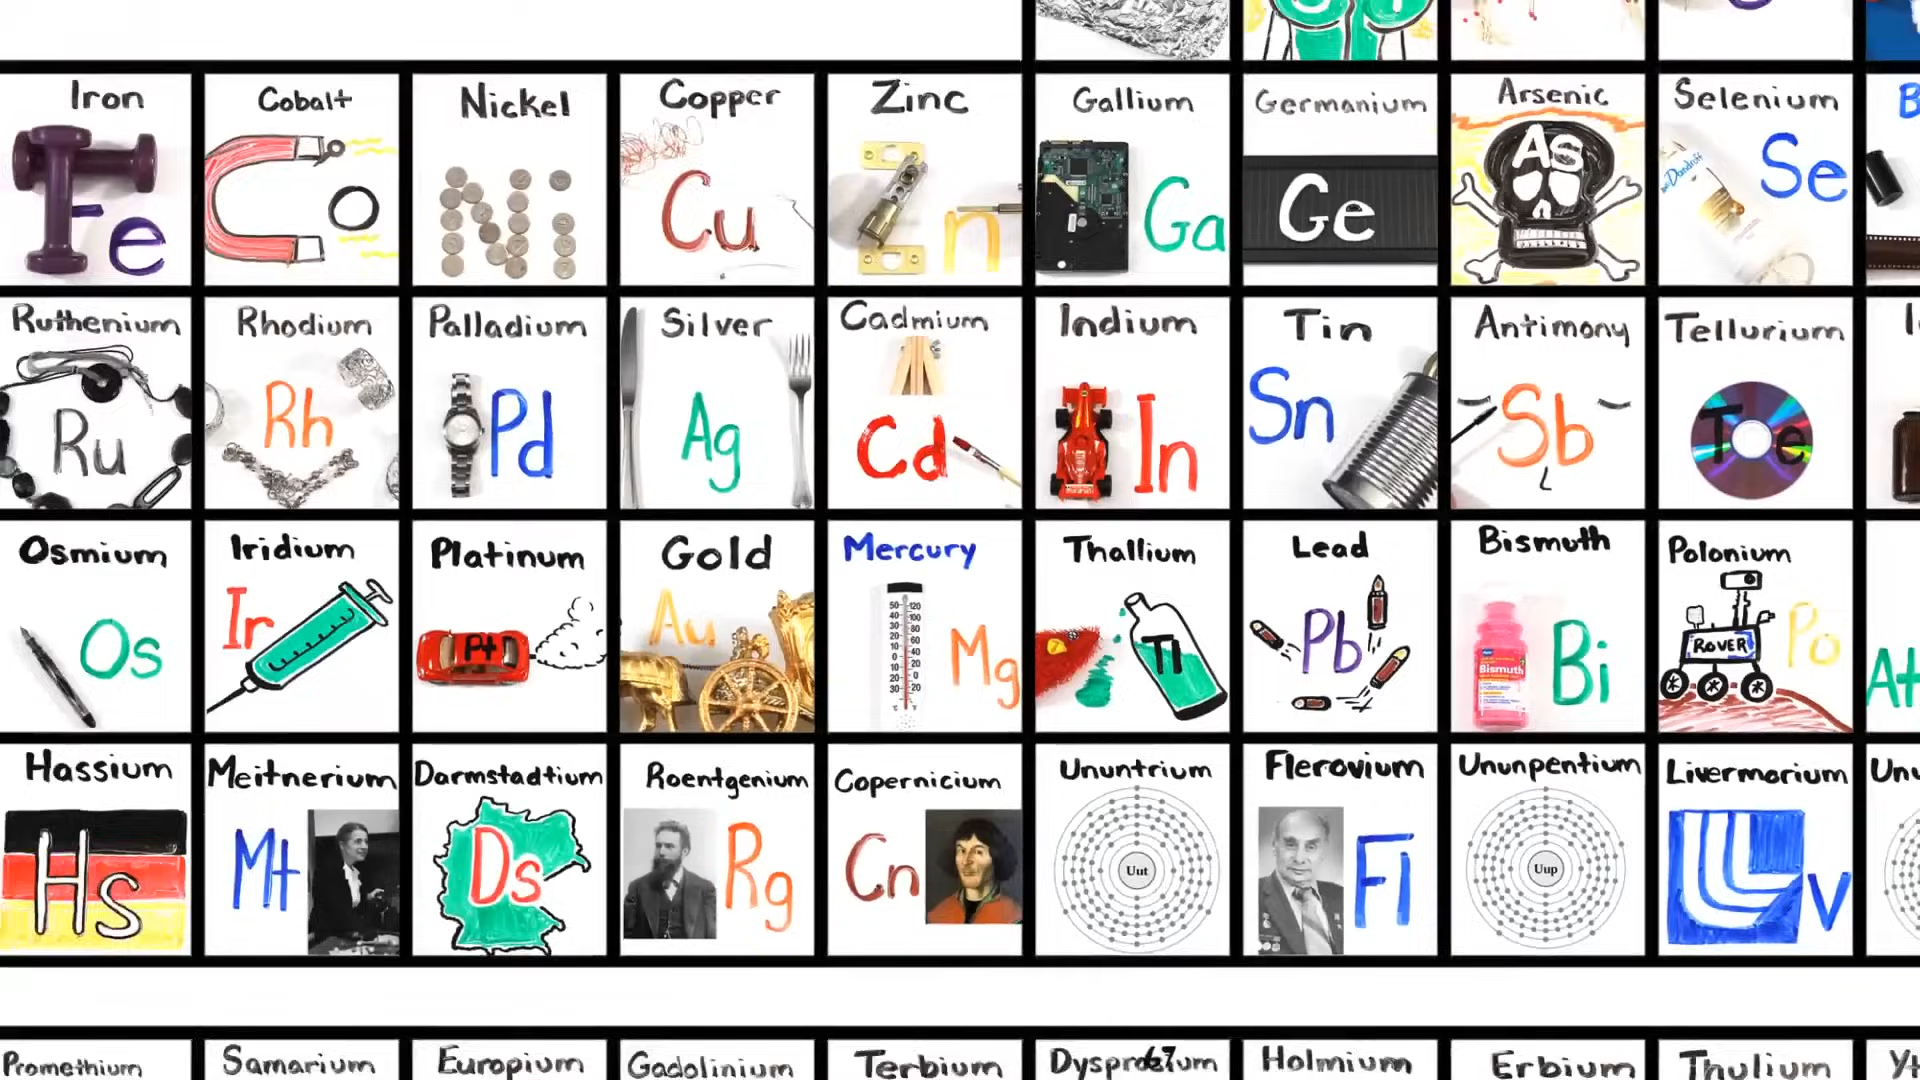 Iron
Cobalt
Nickel
Copper
Zinc
Gallium
Germanium
Arsenic
Selenium
Fe
Co
Ni
Cu
Zn
Ga
Ge
As
Dandruff
Se
Ruthenium
Rhodium
Palladium
Silver
Cadmium
Indium
Tin
Antimony
Tellurium
Ru
Rh
Pd
Ag
Cd
In
Sn
Sb
Te
Osmium
Iridium
Platinum
Gold
Mercury
Thallium
Lead
Bismuth
Polonium
Os
Ir
Pt
Au
Mg
Tl
Pb
Bismuth
Bi
ROVER
Po
At
Hassium
Meitnerium
Darmstadtium
Roentgenium
Copernicium
Ununtrium
Flerovium
Ununpentium
Livermorium
Hs
Mt
Ds
Rg
Cn
Uut
Fl
Uup
Lv
Promethium
Samarium
Europium
Gadolinium
Terbium
Holmium
Erbium
Thulium
67